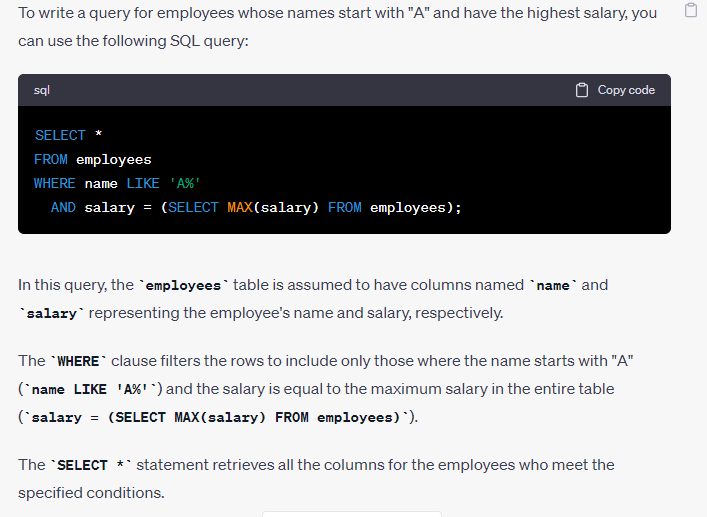 To write a query for employees whose names start with "A" and have the highest salary, you
can use the following SQL query:
sql
Copy code
SELECT *
FROM employees
WHERE name LIKE 'A%'
  AND salary = (SELECT MAX(salary) FROM employees);
In this query, the `employees` table is assumed to have columns named `name` and
`salary` representing the employee's name and salary, respectively.
The `WHERE` clause filters the rows to include only those where the name starts with "A"
(`name LIKE 'A%'`) and the salary is equal to the maximum salary in the entire table
(`salary = (SELECT MAX(salary) FROM employees)`).
The `SELECT *` statement retrieves all the columns for the employees who meet the
specified conditions.